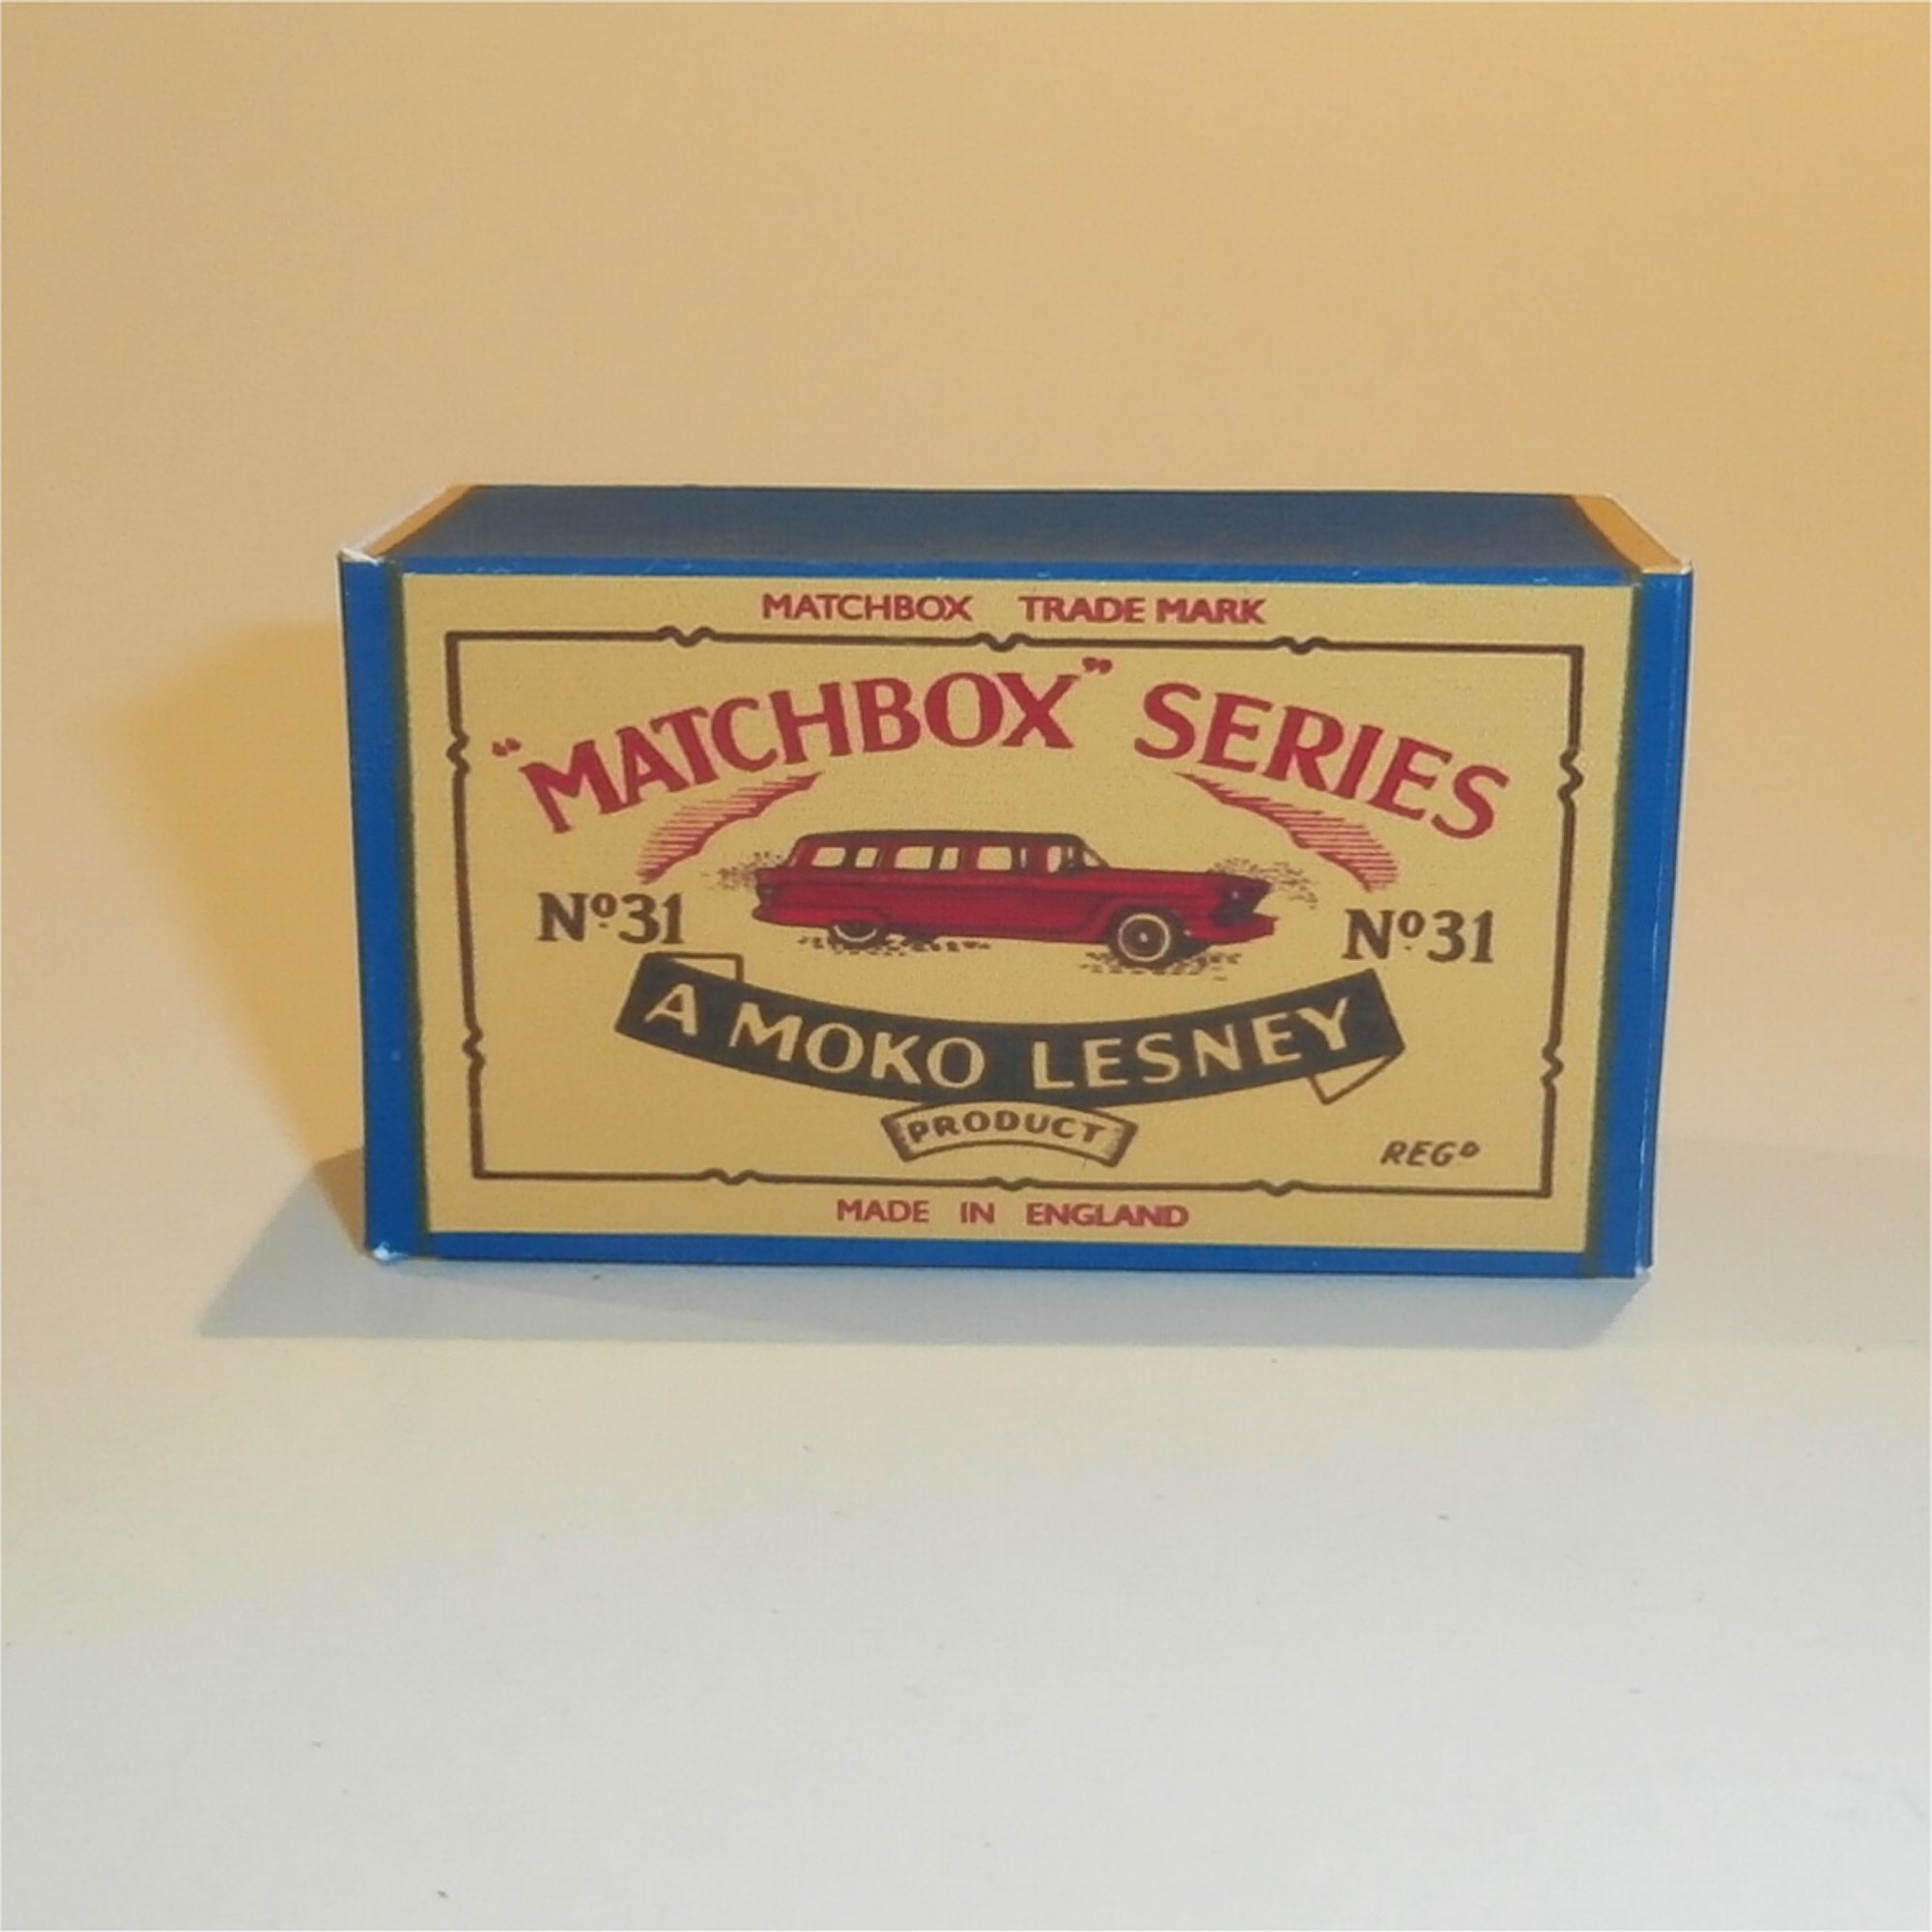 MATCHBOX TRADE MARK
"MATCHBOX" SERIES
Nº31 Nº31
A MOKO LESNEY
PRODUCT
REGᴰ
MADE IN ENGLAND